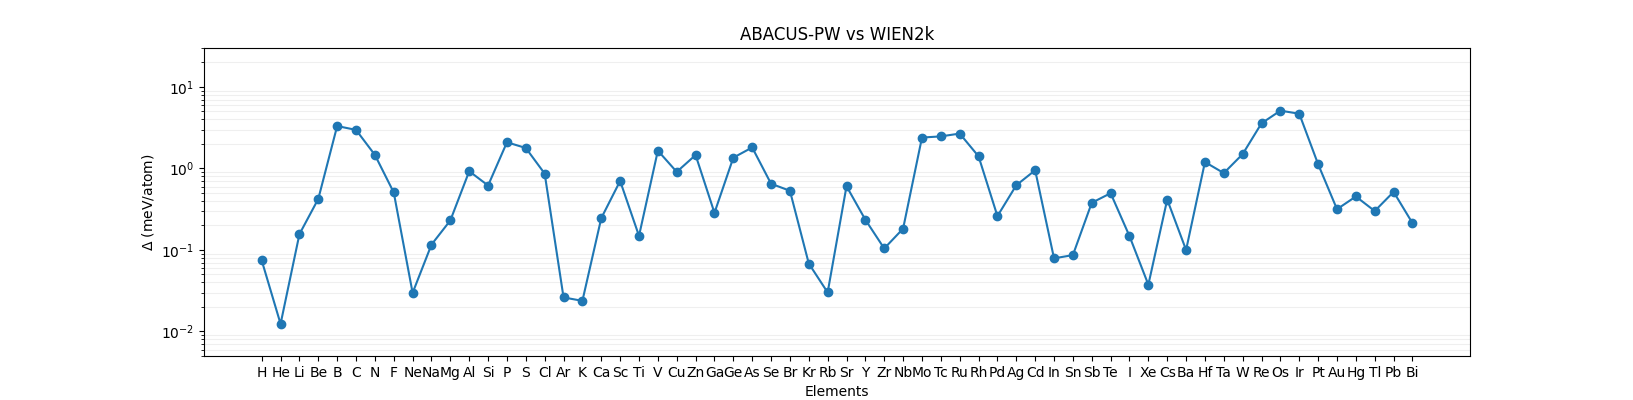 ABACUS-PW vs WIEN2k
Δ (meV/atom)
10¹
10⁰
10⁻¹
10⁻²
H He Li Be B C N F Ne Na Mg Al Si P S Cl Ar K Ca Sc Ti V Cu Zn Ga Ge As Se Br Kr Rb Sr Y Zr Nb Mo Tc Ru Rh Pd Ag Cd In Sn Sb Te I Xe Cs Ba Hf Ta W Re Os Ir Pt Au Hg Tl Pb Bi
Elements